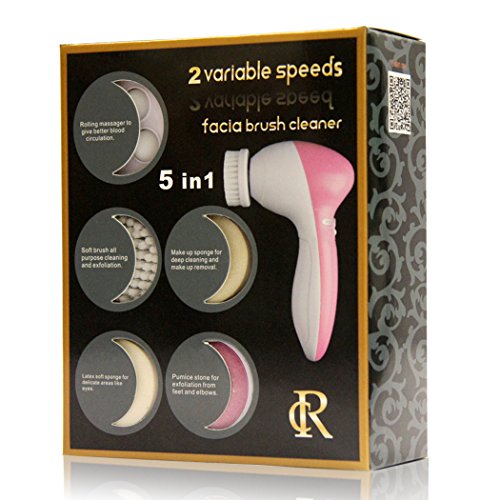 2 variable speeds
2 variable speed
facia brush cleaner
5 in1
Rolling massager to
give better blood
circulation.
Soft brush all
purpose cleaning
and exfoliation.
Make up sponge for
deep cleaning and
make up removal.
Latex soft sponge for
delicate areas like
eyes.
Pumice stone for
exfoliation from
feet and elbows.
CR